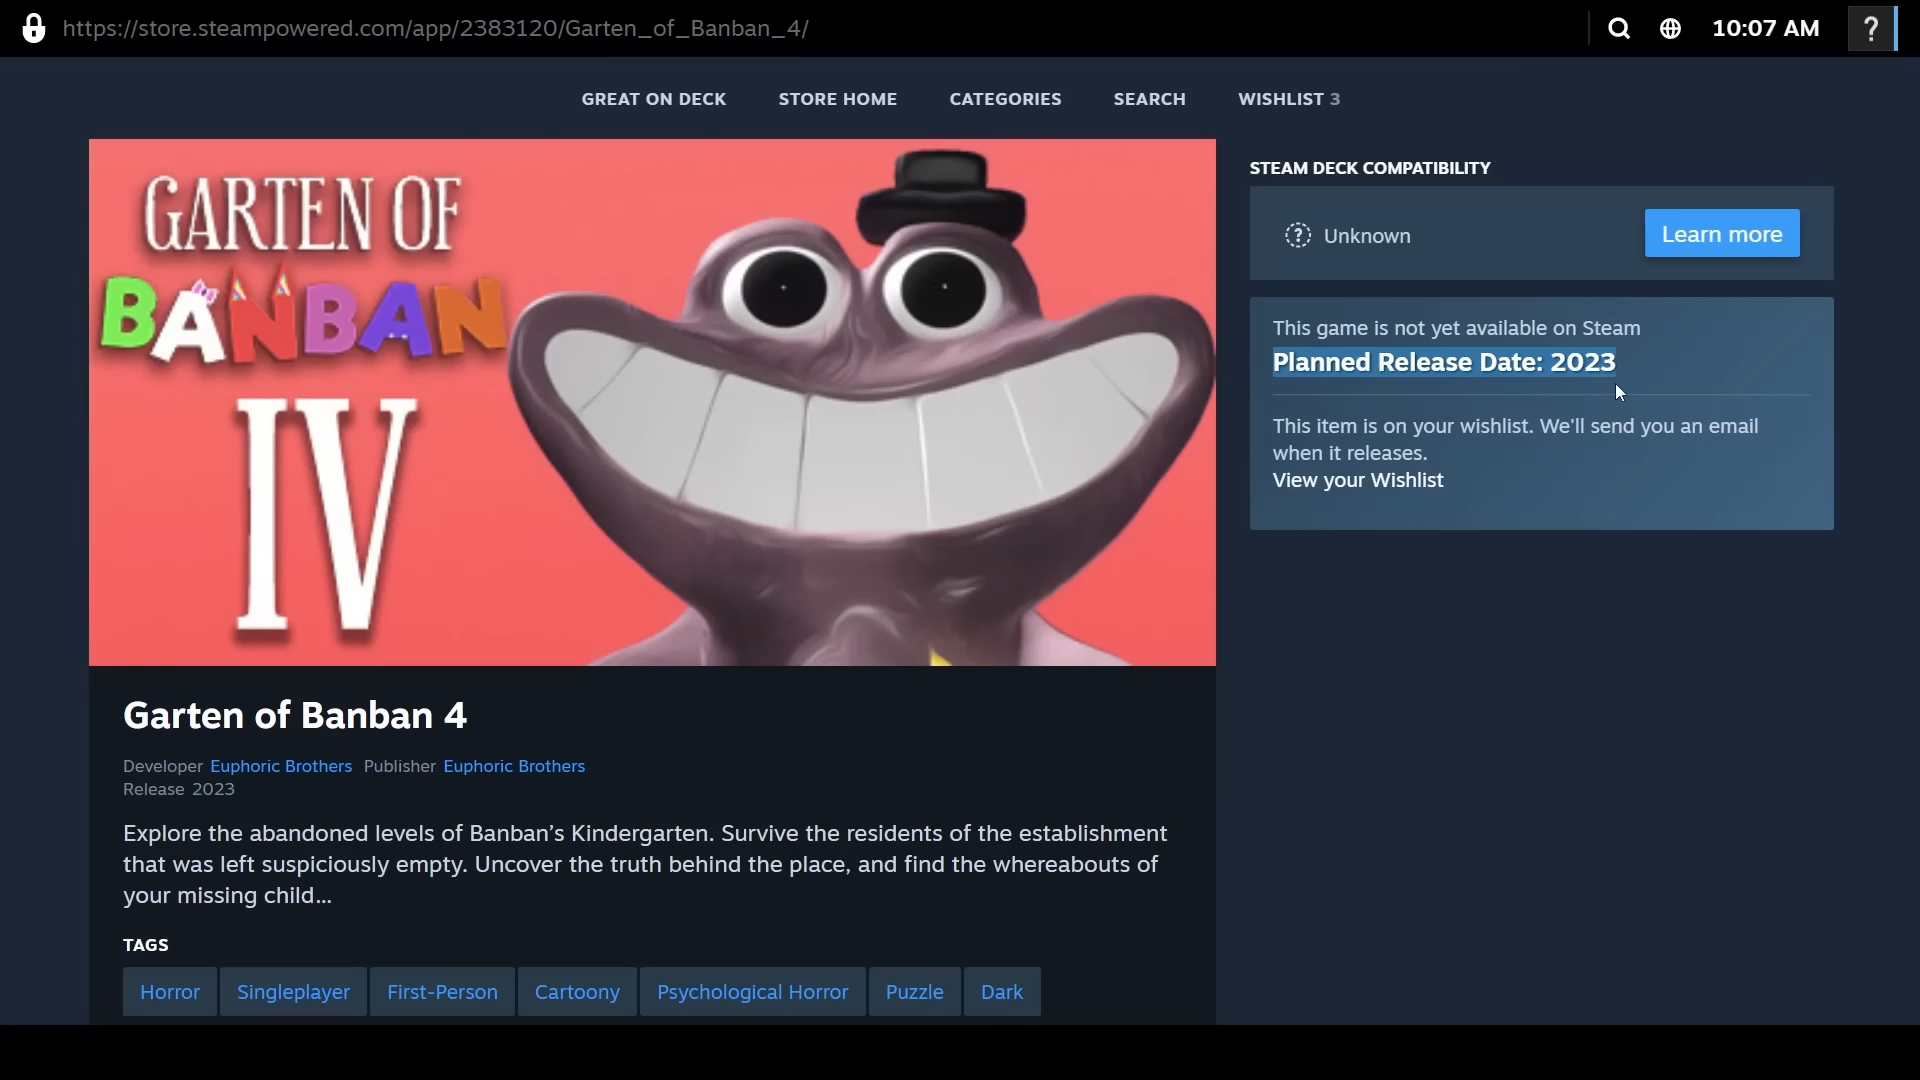 https://store.steampowered.com/app/2383120/Garten_of_Banban_4/
10:07 AM
?
GREAT ON DECK
STORE HOME
CATEGORIES
SEARCH
WISHLIST 3
GARTEN OF
BANBAN
IV
STEAM DECK COMPATIBILITY
Unknown
Learn more
This game is not yet available on Steam
Planned Release Date: 2023
This item is on your wishlist. We'll send you an email
when it releases.
View your Wishlist
Garten of Banban 4
Developer Euphoric Brothers Publisher Euphoric Brothers
Release 2023
Explore the abandoned levels of Banban’s Kindergarten. Survive the residents of the establishment
that was left suspiciously empty. Uncover the truth behind the place, and find the whereabouts of
your missing child...
TAGS
Horror
Singleplayer
First-Person
Cartoony
Psychological Horror
Puzzle
Dark